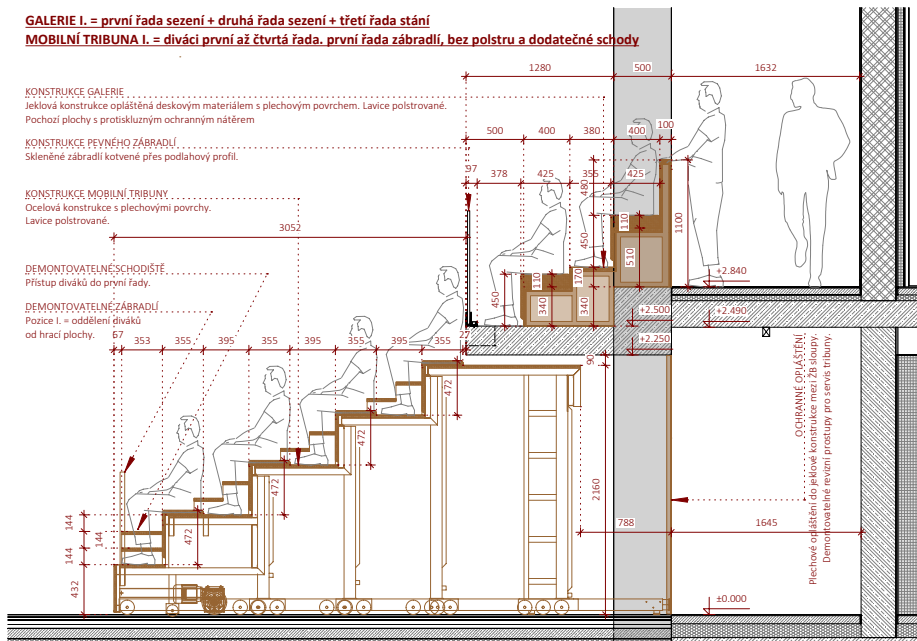 GALERIE I. = první řada sezení + druhá řada sezení + třetí řada stání
MOBILNÍ TRIBUNA I. = diváci první až čtvrtá řada. první řada zábradlí, bez polstru a dodatečné schody
1280 500 1632
KONSTRUKCE GALERIE
Jeklová konstrukce opláštěná deskovým materiálem s plechovým povrchem. Lavice polstrované.
Pochozí plochy s protiskluzným ochranným nátěrem
500 400 380 400 100
KONSTRUKCE PEVNÉHO ZÁBRADLÍ
Skleněné zábradlí kotvené přes podlahový profil.
97 378 425 355 425
480
1100
KONSTRUKCE MOBILNÍ TRIBUNY
Ocelová konstrukce s plechovými povrchy.
Lavice polstrované.
3052
110
450
510
DEMONTOVATELNÉ SCHODIŠTĚ
Přístup diváků do první řady.
+2.840
110
170
450
340
340
DEMONTOVATELNÉ ZÁBRADLÍ
Pozice I. = oddělení diváků
od hrací plochy.
+2.500
+2.490
+2.250
67 353 355 395 355 395 355 395 355
90
472
472
472
472
2160
OCHRANNÉ OPLÁŠTĚNÍ
Plechové opláštění do jeklové konstrukce mezi ŽB sloupy.
Demontovatelné revizní prostupy pro servis tribuny.
788 1645
144
144
144
432
±0.000